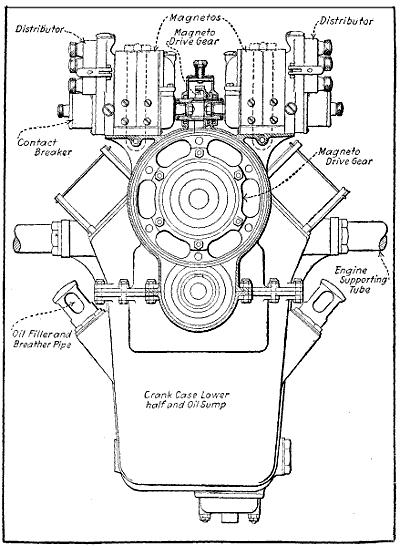 Distributor
Magnetos
Magneto
Drive Gear
Distributor
Contact
Breaker
Magneto
Drive Gear
Engine
Supporting
Tube
Oil Filler and
Breather Pipe
Crank Case Lower
half and Oil Sump